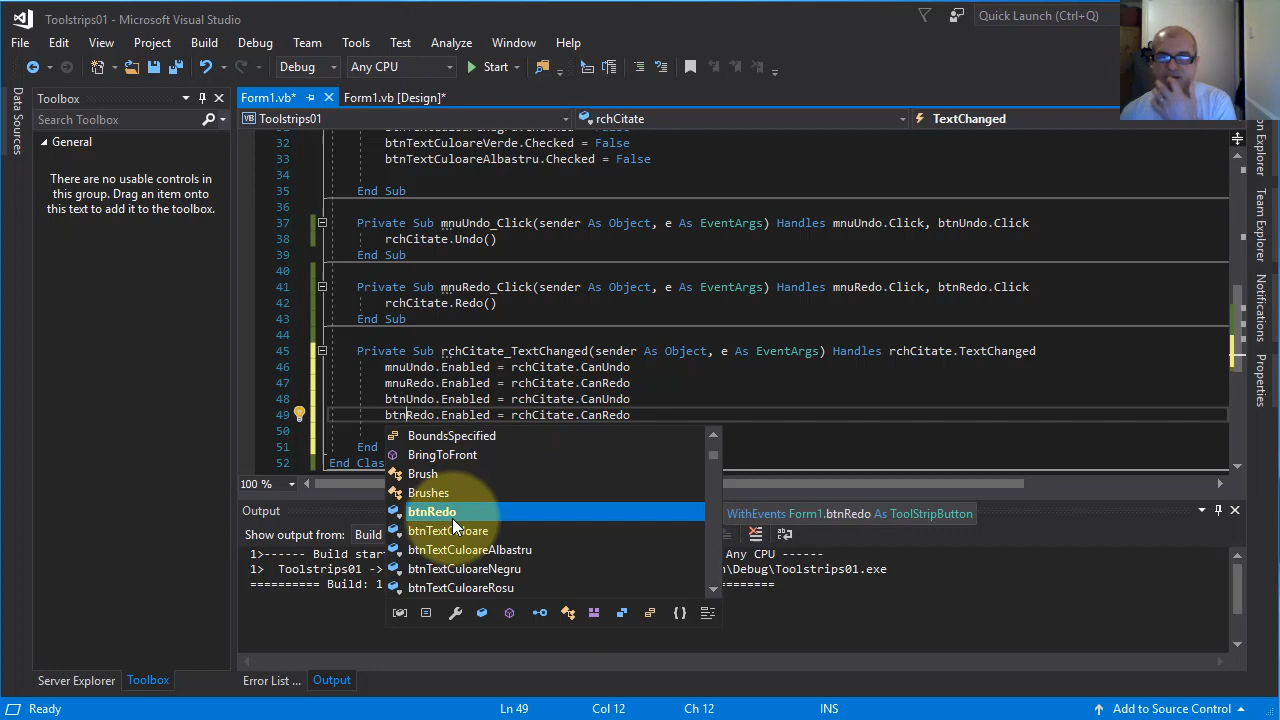 Toolstrips01 - Microsoft Visual Studio
Quick Launch (Ctrl+Q)
File Edit View Project Build Debug Team Tools Test Analyze Window Help
Debug Any CPU Start
Data Sources
Toolbox
Search Toolbox
General
There are no usable controls in
this group. Drag an item onto
this text to add it to the toolbox.
Form1.vb* Form1.vb [Design]*
Toolstrips01 rchCitate TextChanged
32 btnTextCuloareVerde.Checked = False
33 btnTextCuloareAlbastru.Checked = False
34
35 End Sub
36
37 Private Sub mnuUndo_Click(sender As Object, e As EventArgs) Handles mnuUndo.Click, btnUndo.Click
38 rchCitate.Undo()
39 End Sub
40
41 Private Sub mnuRedo_Click(sender As Object, e As EventArgs) Handles mnuRedo.Click, btnRedo.Click
42 rchCitate.Redo()
43 End Sub
44
45 Private Sub rchCitate_TextChanged(sender As Object, e As EventArgs) Handles rchCitate.TextChanged
46 mnuUndo.Enabled = rchCitate.CanUndo
47 mnuRedo.Enabled = rchCitate.CanRedo
48 btnUndo.Enabled = rchCitate.CanUndo
49 btnRedo.Enabled = rchCitate.CanRedo
50
51 End
52 End Clas
BoundsSpecified
BringToFront
Brush
Brushes
btnRedo
btnTextCuloare
btnTextCuloareAlbastru
btnTextCuloareNegru
btnTextCuloareRosu
WithEvents Form1.btnRedo As ToolStripButton
100 %
Output
Show output from: Build
1>------ Build star Any CPU ------
1> Toolstrips01 -> n\Debug\Toolstrips01.exe
========== Build: 1 ==========
Server Explorer Toolbox
Error List ... Output
on Explorer
Team Explorer
Notifications
Properties
Ready Ln 49 Col 12 Ch 12 INS Add to Source Control